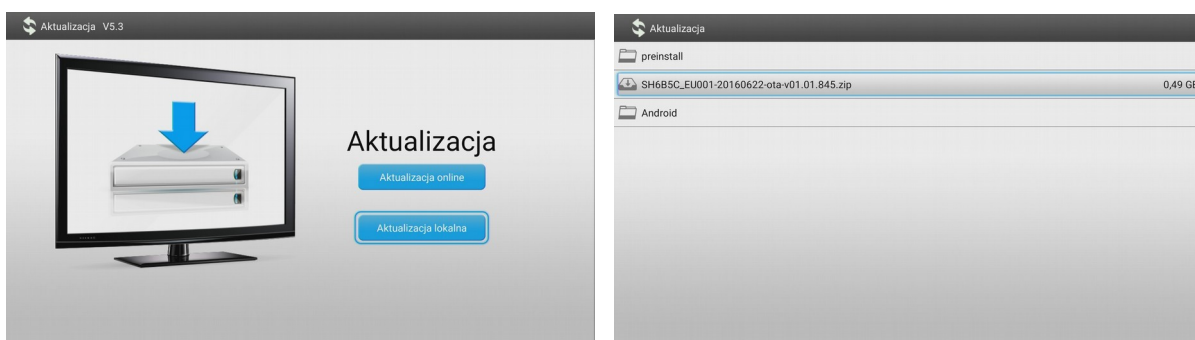 Aktualizacja V5.3
Aktualizacja
Aktualizacja online
Aktualizacja lokalna
Aktualizacja
preinstall
SH6B5C_EU001-20160622-ota-v01.01.845.zip 0,49 GB
Android